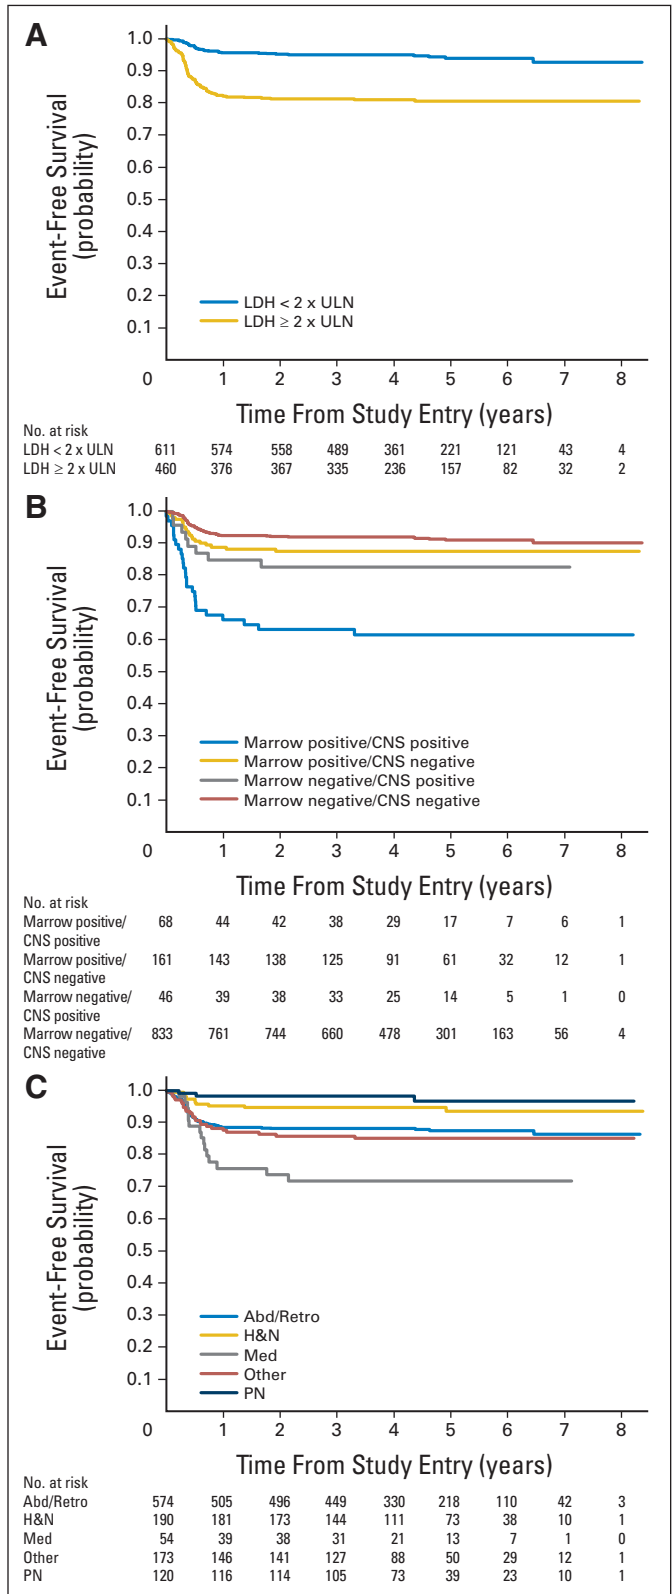 A
Event-Free Survival
(probability)
1.0
0.9
0.8
0.7
0.6
0.5
0.4
0.3
0.2
0.1
LDH < 2 x ULN
LDH ≥ 2 x ULN
0 1 2 3 4 5 6 7 8
Time From Study Entry (years)
No. at risk
LDH < 2 x ULN 611 574 558 489 361 221 121 43 4
LDH ≥ 2 x ULN 460 376 367 335 236 157 82 32 2
B
Event-Free Survival
(probability)
1.0
0.9
0.8
0.7
0.6
0.5
0.4
0.3
0.2
0.1
Marrow positive/CNS positive
Marrow positive/CNS negative
Marrow negative/CNS positive
Marrow negative/CNS negative
0 1 2 3 4 5 6 7 8
Time From Study Entry (years)
No. at risk
Marrow positive/ 68 44 42 38 29 17 7 6 1
CNS positive
Marrow positive/ 161 143 138 125 91 61 32 12 1
CNS negative
Marrow negative/ 46 39 38 33 25 14 5 1 0
CNS positive
Marrow negative/ 833 761 744 660 478 301 163 56 4
CNS negative
C
Event-Free Survival
(probability)
1.0
0.9
0.8
0.7
0.6
0.5
0.4
0.3
0.2
0.1
Abd/Retro
H&N
Med
Other
PN
0 1 2 3 4 5 6 7 8
Time From Study Entry (years)
No. at risk
Abd/Retro 574 505 496 449 330 218 110 42 3
H&N 190 181 173 144 111 73 38 10 1
Med 54 39 38 31 21 13 7 1 0
Other 173 146 141 127 88 50 29 12 1
PN 120 116 114 105 73 39 23 10 1